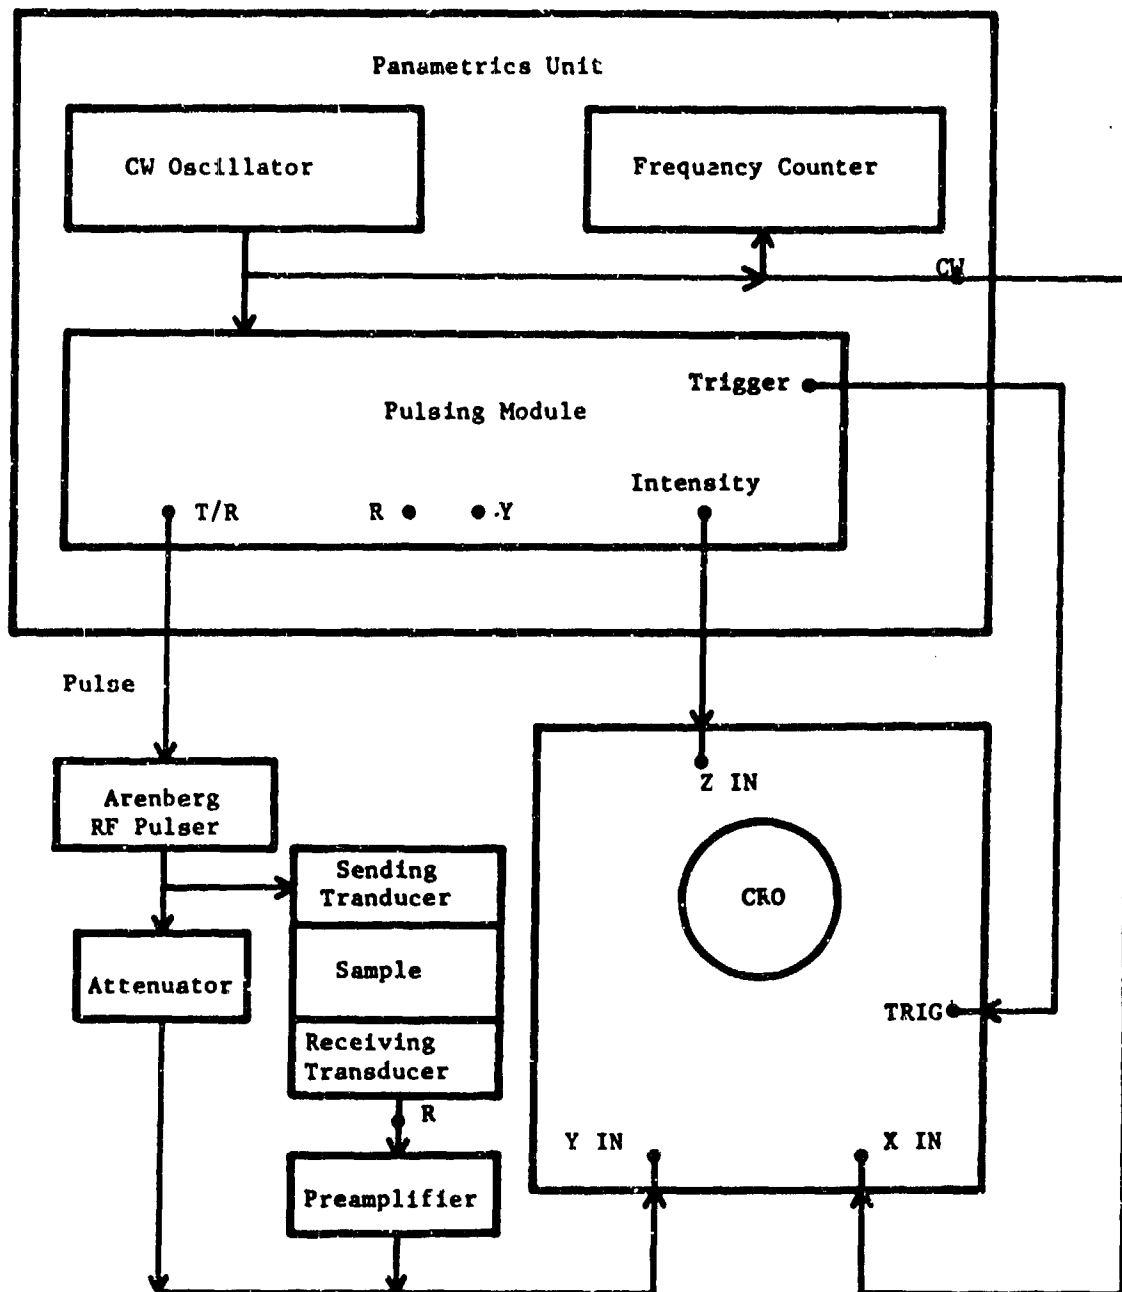 Panametrics Unit
CW Oscillator
Frequency Counter
CW
Trigger
Pulsing Module
Intensity
T/R
R
Y
Pulse
Z IN
Arenberg
RF Pulser
Sending
Tranducer
CRO
Sample
Attenuator
TRIG
Receiving
Transducer
R
Y IN
X IN
Preamplifier